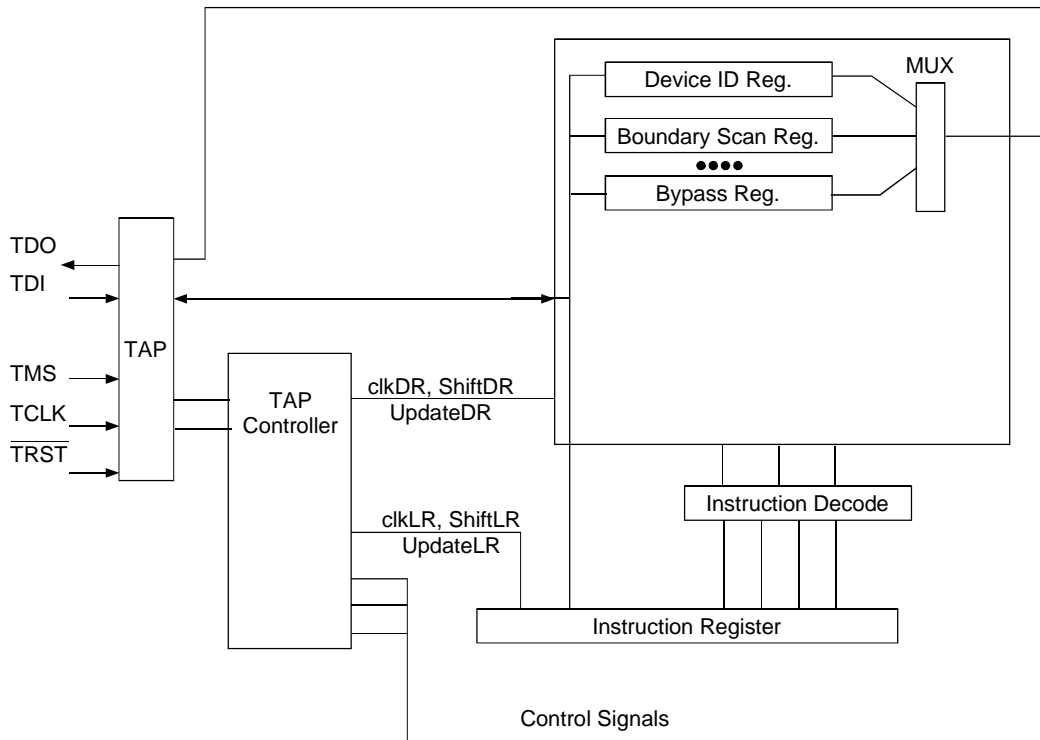 MUX
Device ID Reg.
Boundary Scan Reg.
Bypass Reg.
TDO
TDI
TAP
TMS
TCLK
TRST
TAP
Controller
clkDR, ShiftDR
UpdateDR
clkLR, ShiftLR
UpdateLR
Instruction Decode
Instruction Register
Control Signals